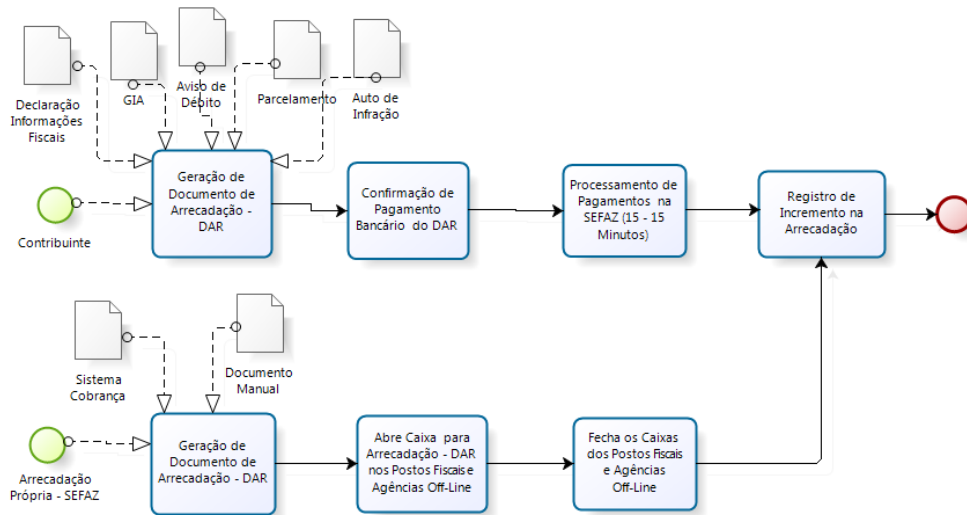 Declaração
Informações
Fiscais
GIA
Aviso de
Débito
Parcelamento
Auto de
Infração
Contribuinte
Geração de
Documento de
Arrecadação -
DAR
Confirmação de
Pagamento
Bancário do DAR
Processamento de
Pagamentos na
SEFAZ (15 - 15
Minutos)
Registro de
Incremento na
Arrecadação
Sistema
Cobrança
Documento
Manual
Arrecadação
Própria - SEFAZ
Geração de
Documento de
Arrecadação - DAR
Abre Caixa para
Arrecadação - DAR
nos Postos Fiscais e
Agências Off-Line
Fecha os Caixas
dos Postos Fiscais
e Agências
Off-Line